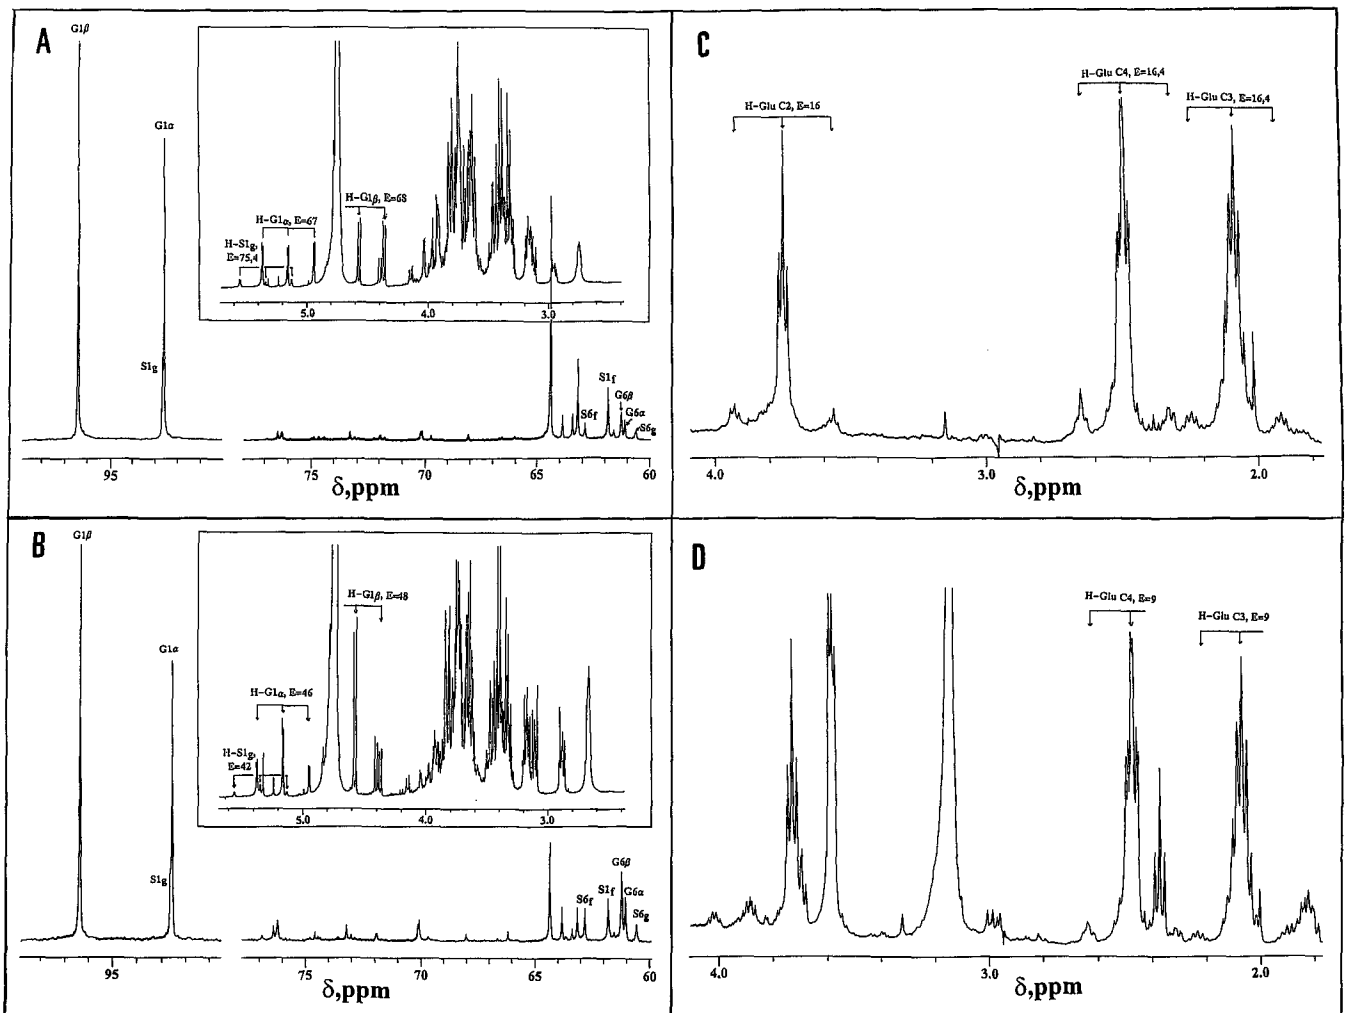 A
G1β
G1α
S1g
H-S1g,
E=75,4
H-G1α, E=67
H-G1β, E=68
5.0 4.0 3.0
S6f
S1f
G6β
G6α
S6g
95 75 70 65 60
δ,ppm
C
H-Glu C2, E=16
H-Glu C4, E=16,4
H-Glu C3, E=16,4
4.0 3.0 2.0
δ,ppm
B
G1β
G1α
S1g
H-S1g,
E=42
H-G1α, E=46
H-G1β, E=48
5.0 4.0 3.0
S6f
S1f
G6β
G6α
S6g
95 75 70 65 60
δ,ppm
D
H-Glu C4, E=9
H-Glu C3, E=9
4.0 3.0 2.0
δ,ppm